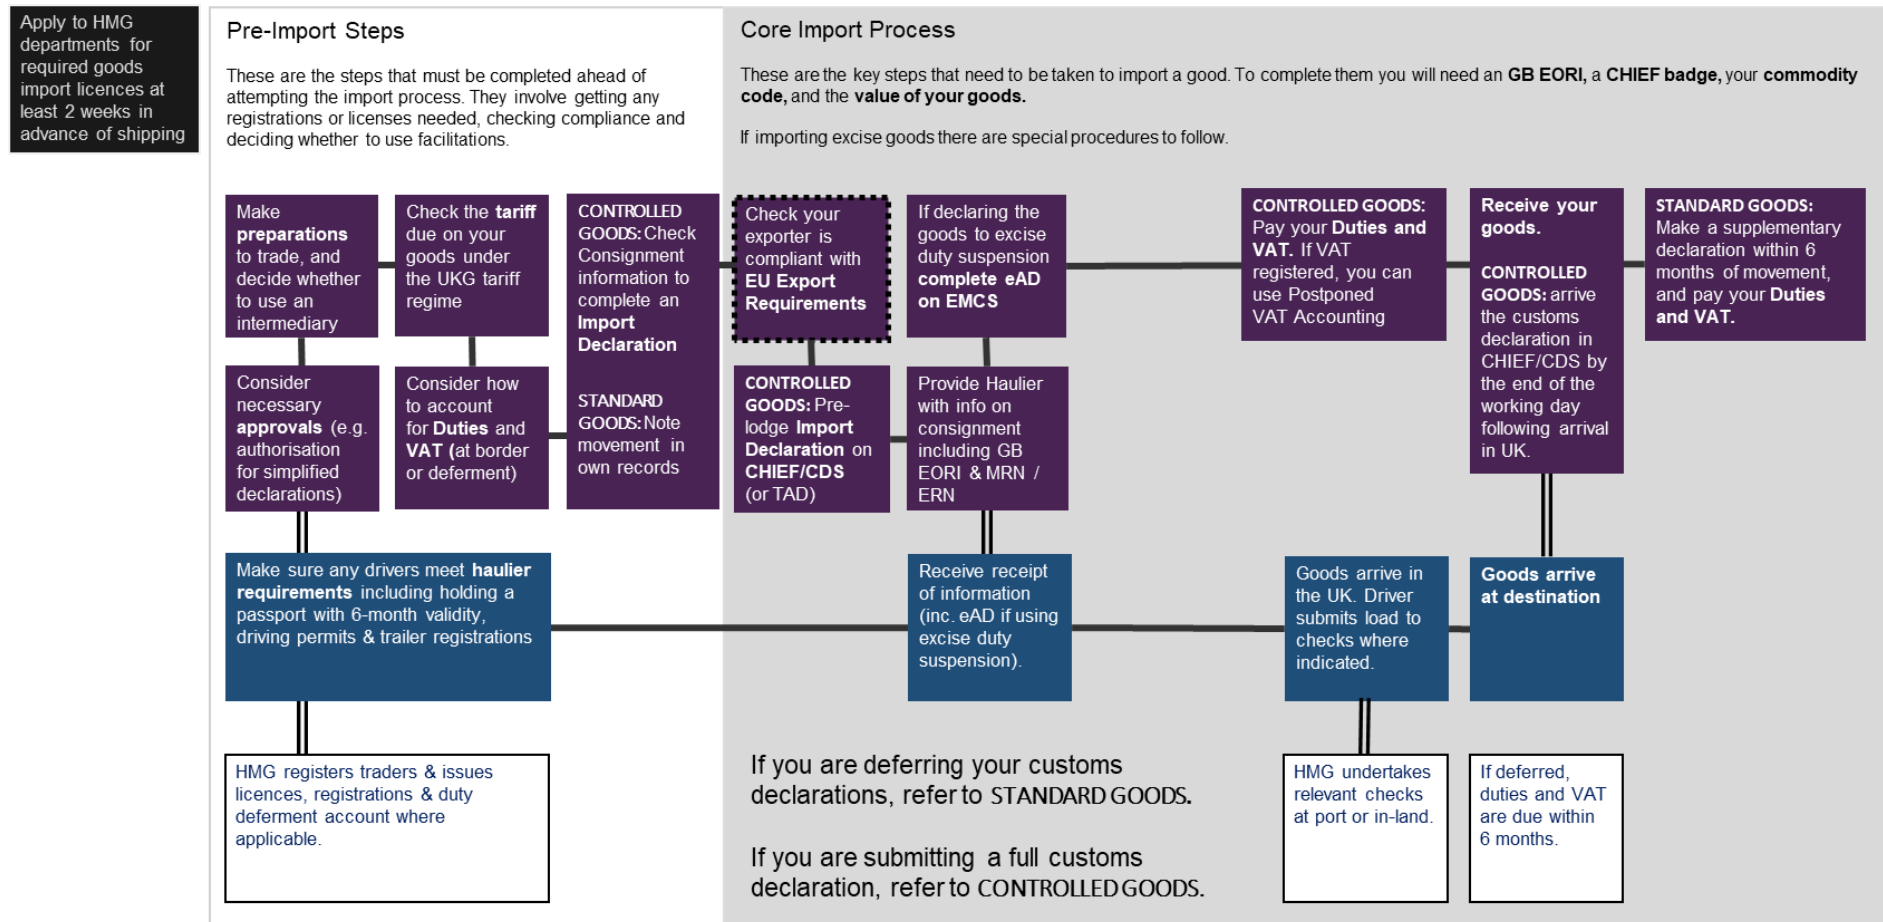 Apply to HMG
departments for
required goods
import licences at
least 2 weeks in
advance of shipping
Pre-Import Steps
These are the steps that must be completed ahead of
attempting the import process. They involve getting any
registrations or licenses needed, checking compliance and
deciding whether to use facilitations.
Core Import Process
These are the key steps that need to be taken to import a good. To complete them you will need an GB EORI, a CHIEF badge, your commodity
code, and the value of your goods.
If importing excise goods there are special procedures to follow.
Make
preparations
to trade, and
decide whether
to use an
intermediary
Check the tariff
due on your
goods under
the UKG tariff
regime
CONTROLLED
GOODS: Check
Consignment
information to
complete an
Import
Declaration
STANDARD
GOODS: Note
movement in
own records
Check your
exporter is
compliant with
EU Export
Requirements
If declaring the
goods to excise
duty suspension
complete eAD
on EMCS
CONTROLLED GOODS:
Pay your Duties and
VAT. If VAT
registered, you can
use Postponed
VAT Accounting
Receive your
goods.
CONTROLLED
GOODS: arrive
the customs
declaration in
CHIEF/CDS by
the end of the
working day
following arrival
in UK.
STANDARD GOODS:
Make a supplementary
declaration within 6
months of movement,
and pay your Duties
and VAT.
Consider
necessary
approvals (e.g.
authorisation
for simplified
declarations)
Consider how
to account
for Duties and
VAT (at border
or deferment)
CONTROLLED
GOODS: Pre-
lodge Import
Declaration on
CHIEF/CDS
(or TAD)
Provide Haulier
with info on
consignment
including GB
EORI & MRN /
ERN
Make sure any drivers meet haulier
requirements including holding a
passport with 6-month validity,
driving permits & trailer registrations
Receive receipt
of information
(inc. eAD if using
excise duty
suspension).
Goods arrive in
the UK. Driver
submits load to
checks where
indicated.
Goods arrive
at destination
HMG registers traders & issues
licences, registrations & duty
deferment account where
applicable.
If you are deferring your customs
declarations, refer to STANDARD GOODS.
If you are submitting a full customs
declaration, refer to CONTROLLED GOODS.
HMG undertakes
relevant checks
at port or in-land.
If deferred,
duties and VAT
are due within
6 months.